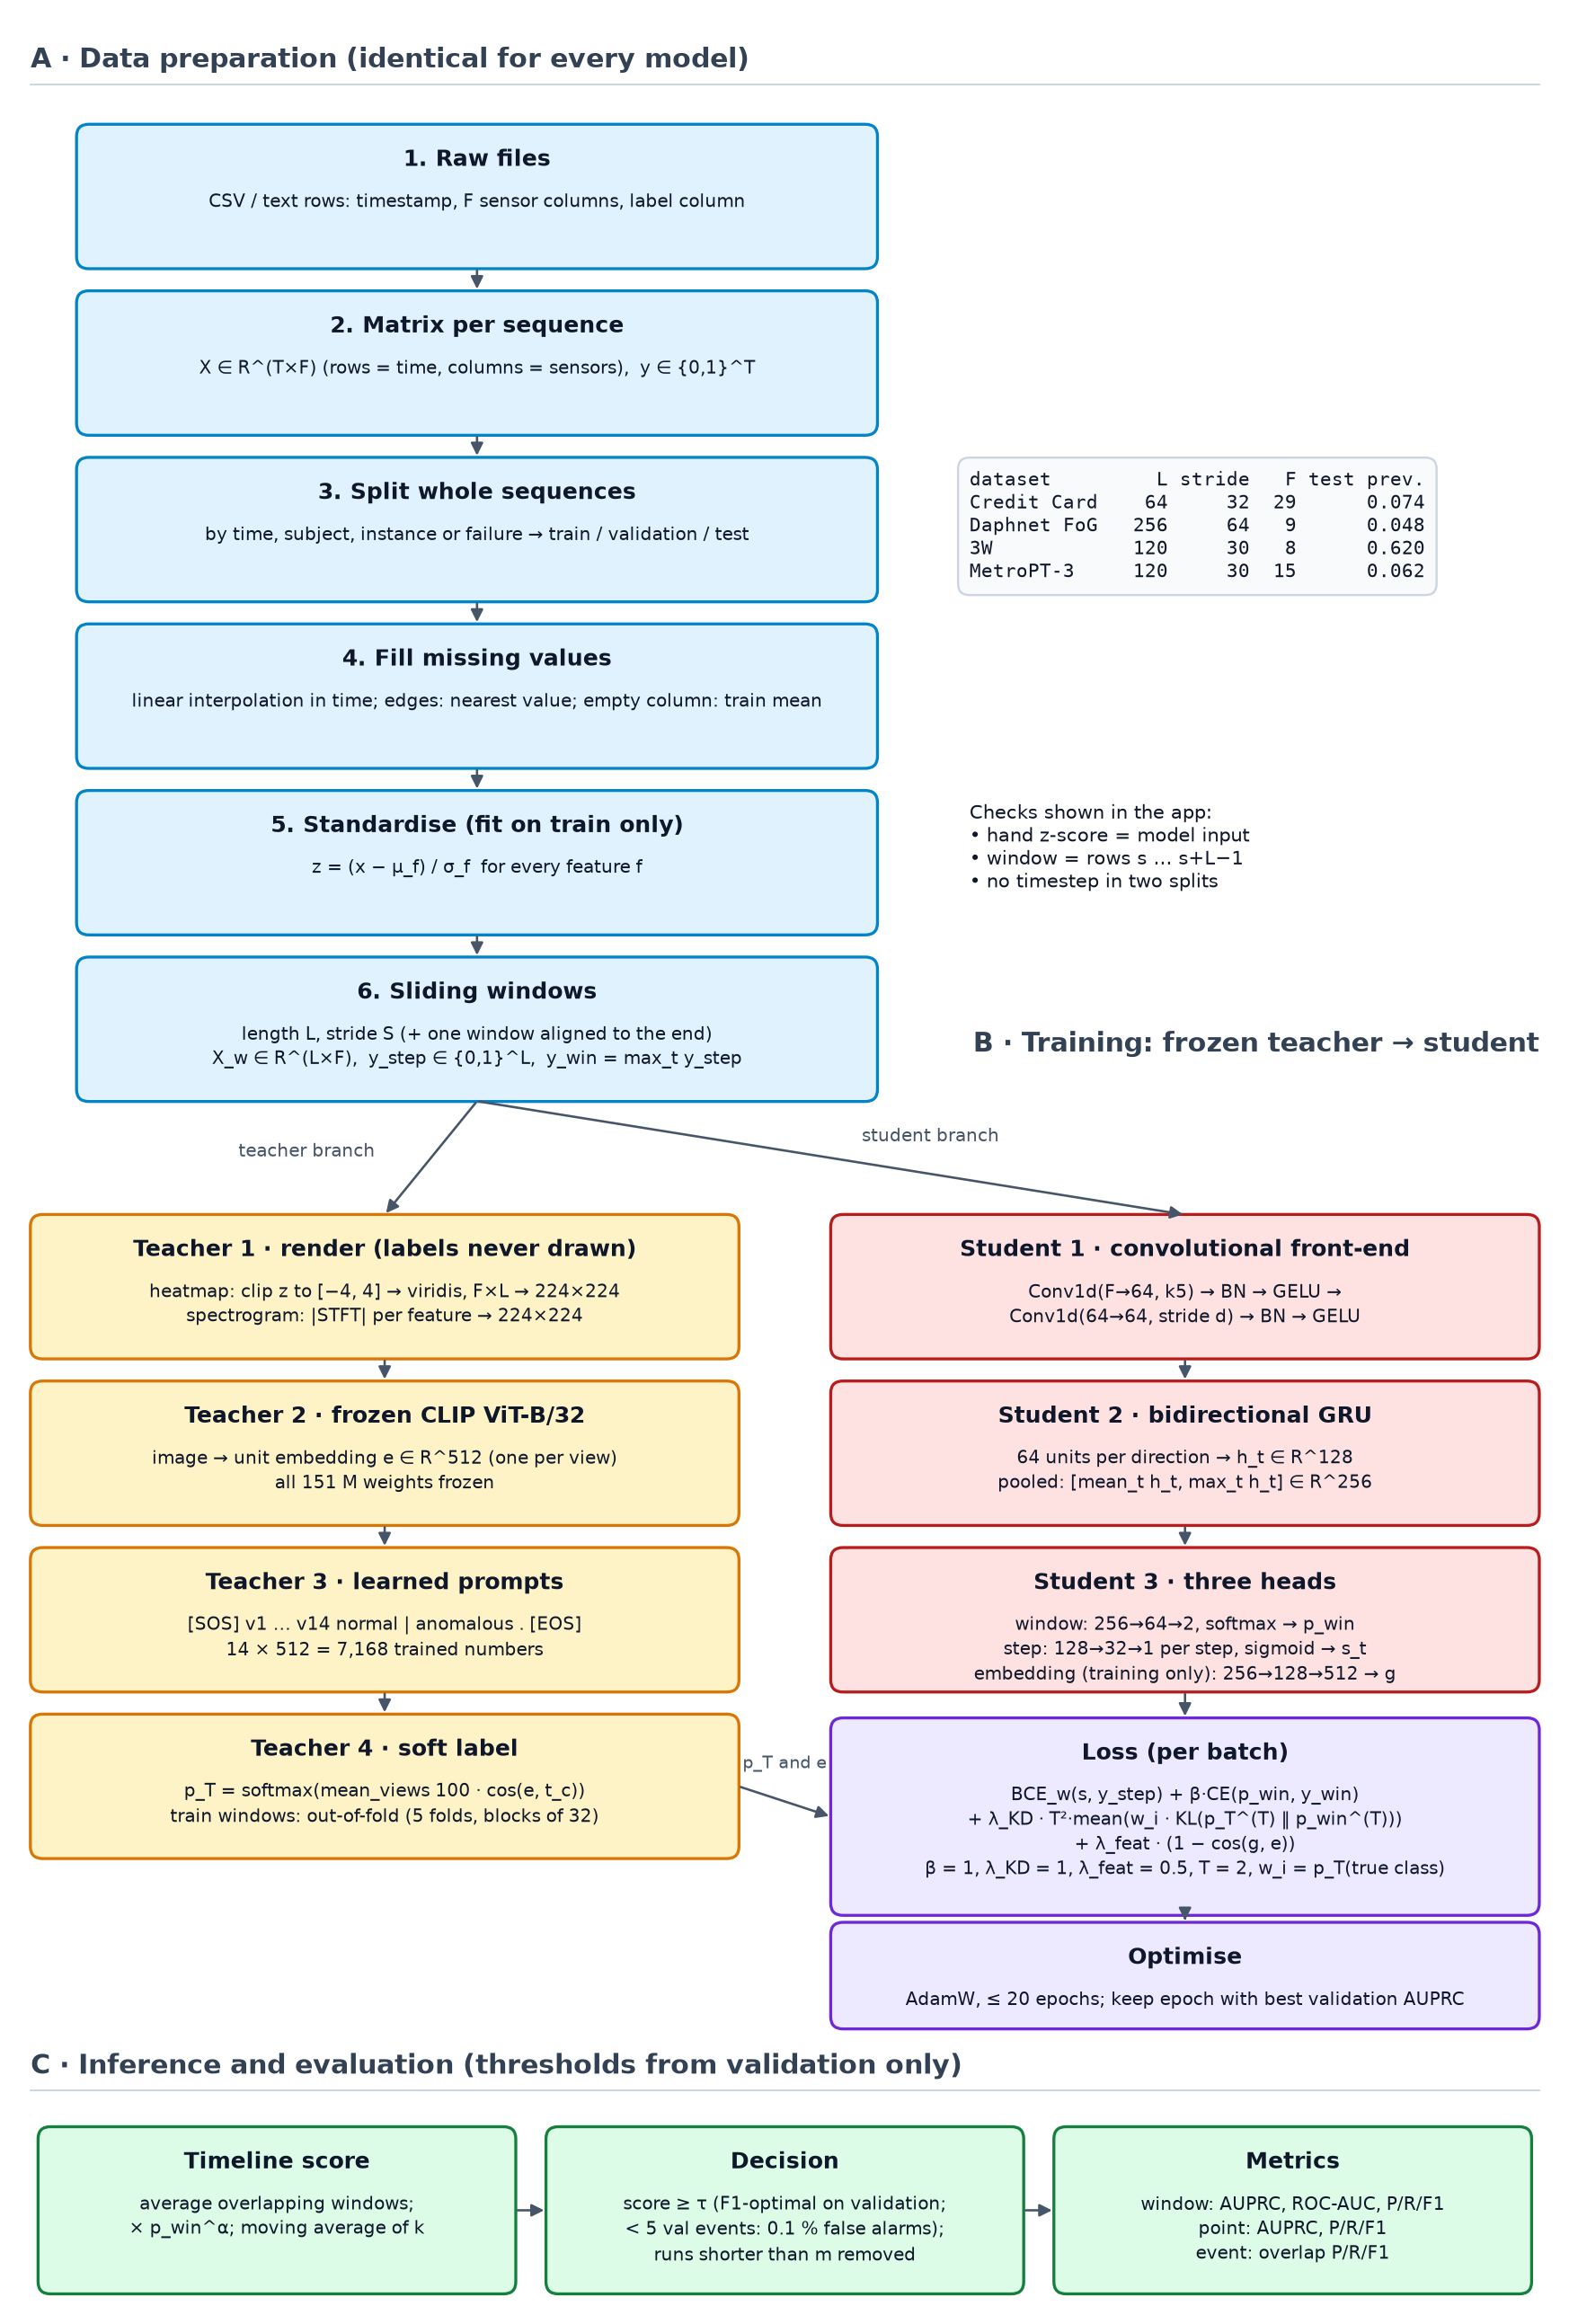 A · Data preparation (identical for every model)
1. Raw files
CSV / text rows: timestamp, F sensor columns, label column
2. Matrix per sequence
X ∈ R^(T×F) (rows = time, columns = sensors),  y ∈ {0,1}^T
3. Split whole sequences
by time, subject, instance or failure → train / validation / test
dataset         L stride   F test prev.
Credit Card    64     32  29      0.074
Daphnet FoG   256     64   9      0.048
3W            120     30   8      0.620
MetroPT-3     120     30  15      0.062
4. Fill missing values
linear interpolation in time; edges: nearest value; empty column: train mean
5. Standardise (fit on train only)
z = (x − μ_f) / σ_f  for every feature f
Checks shown in the app:
• hand z-score = model input
• window = rows s … s+L−1
• no timestep in two splits
6. Sliding windows
length L, stride S (+ one window aligned to the end)
X_w ∈ R^(L×F),  y_step ∈ {0,1}^L,  y_win = max_t y_step
B · Training: frozen teacher → student
teacher branch
student branch
Teacher 1 · render (labels never drawn)
heatmap: clip z to [−4, 4] → viridis, F×L → 224×224
spectrogram: |STFT| per feature → 224×224
Teacher 2 · frozen CLIP ViT-B/32
image → unit embedding e ∈ R^512 (one per view)
all 151 M weights frozen
Teacher 3 · learned prompts
[SOS] v1 … v14 normal | anomalous . [EOS]
14 × 512 = 7,168 trained numbers
Teacher 4 · soft label
p_T = softmax(mean_views 100 · cos(e, t_c))
train windows: out-of-fold (5 folds, blocks of 32)
p_T and e
Student 1 · convolutional front-end
Conv1d(F→64, k5) → BN → GELU →
Conv1d(64→64, stride d) → BN → GELU
Student 2 · bidirectional GRU
64 units per direction → h_t ∈ R^128
pooled: [mean_t h_t, max_t h_t] ∈ R^256
Student 3 · three heads
window: 256→64→2, softmax → p_win
step: 128→32→1 per step, sigmoid → s_t
embedding (training only): 256→128→512 → g
Loss (per batch)
BCE_w(s, y_step) + β·CE(p_win, y_win)
+ λ_KD · T²·mean(w_i · KL(p_T^(T) ∥ p_win^(T)))
+ λ_feat · (1 − cos(g, e))
β = 1, λ_KD = 1, λ_feat = 0.5, T = 2, w_i = p_T(true class)
Optimise
AdamW, ≤ 20 epochs; keep epoch with best validation AUPRC
C · Inference and evaluation (thresholds from validation only)
Timeline score
average overlapping windows;
× p_win^α; moving average of k
Decision
score ≥ τ (F1-optimal on validation;
< 5 val events: 0.1 % false alarms);
runs shorter than m removed
Metrics
window: AUPRC, ROC-AUC, P/R/F1
point: AUPRC, P/R/F1
event: overlap P/R/F1